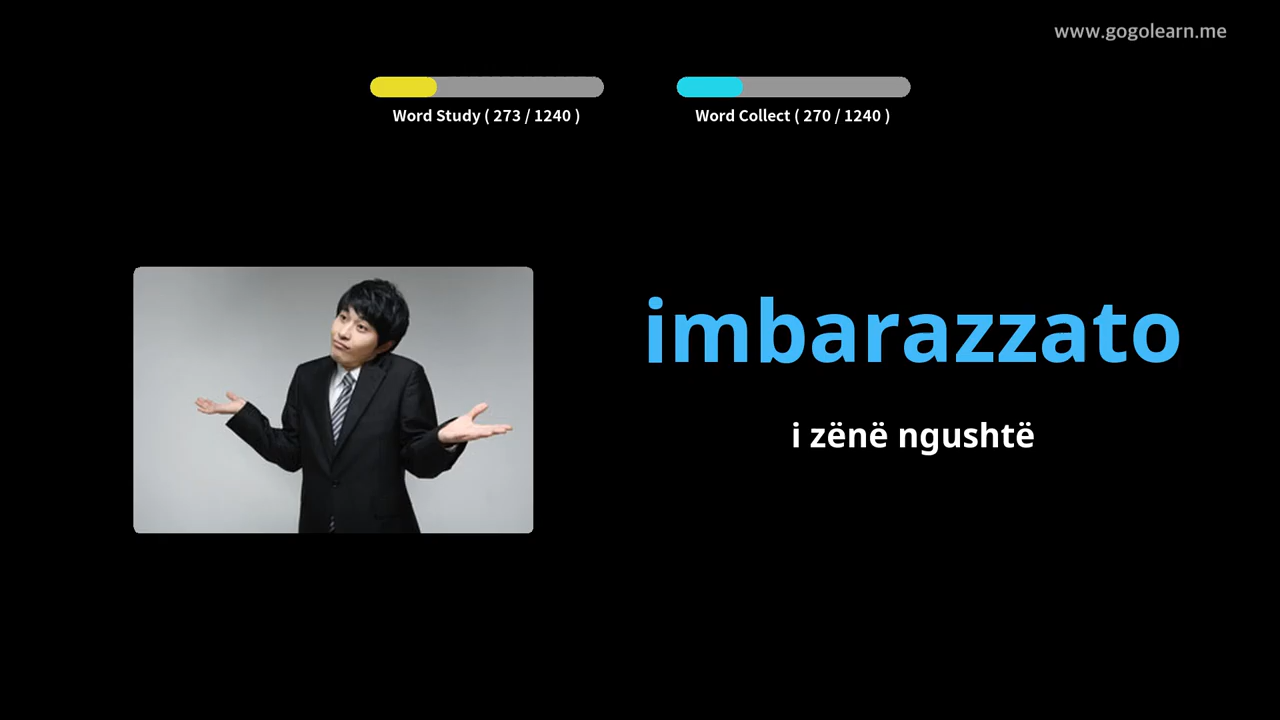 www.gogolearn.me
Word Study ( 273 / 1240 )
Word Collect ( 270 / 1240 )
imbarazzato
i zënë ngushtë